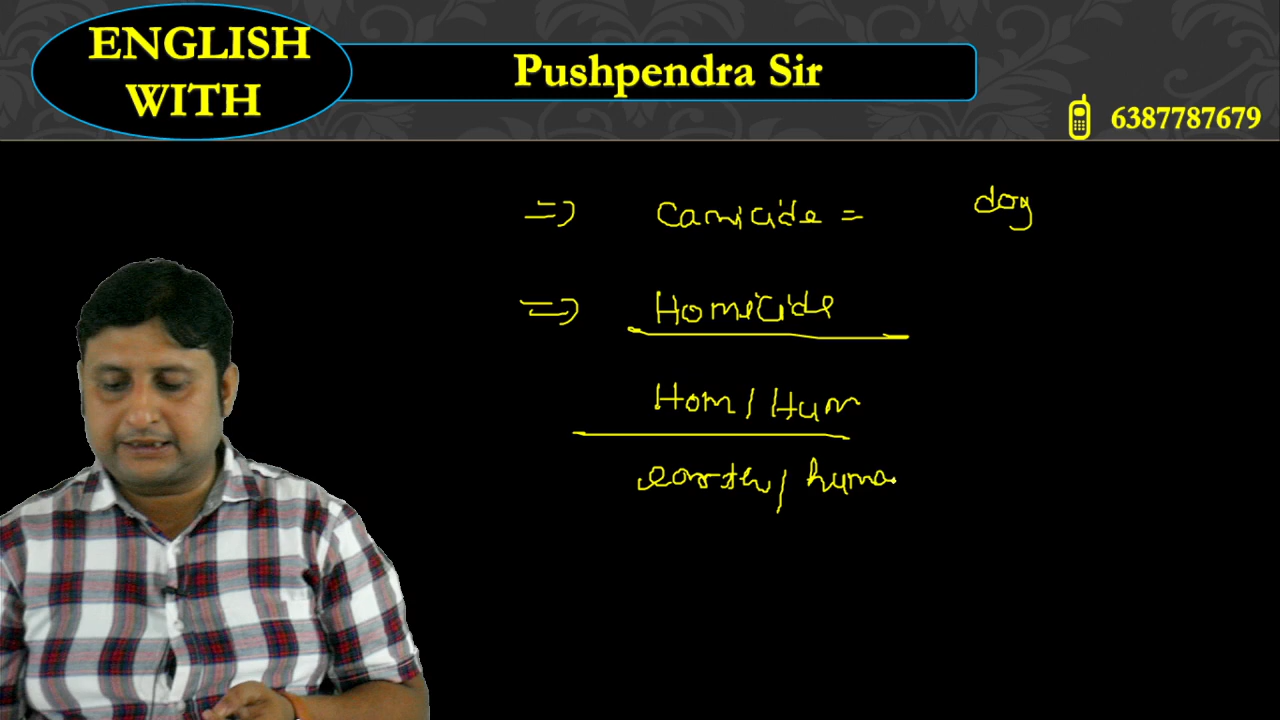 ENGLISH
WITH
Pushpendra Sir
6387787679
=> Canicide = dog
=> Homicide
Hom / Hum
earth / huma